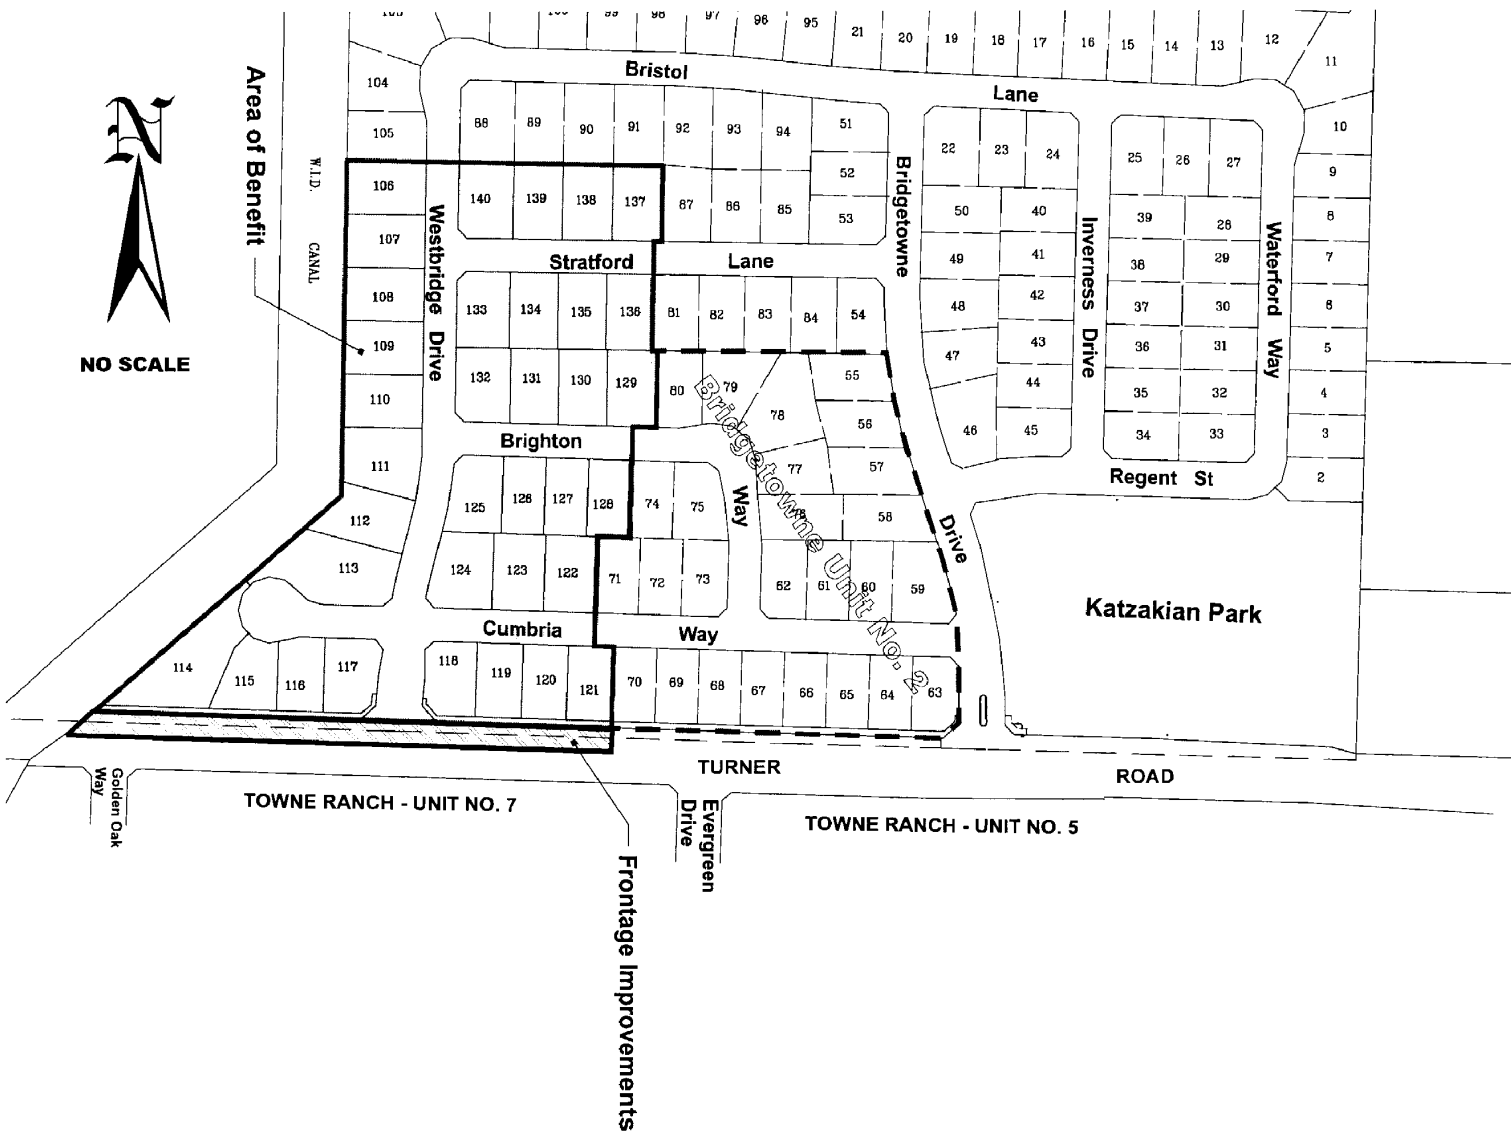 99 98 97 96 95 21 20 19 18 17 16 15 14 13 12 11
Bristol Lane
104
105
88 89 90 91 92 93 94 51
52
53
22 23 24
25 26 27
10
9
8
7
6
5
4
3
2
N
NO SCALE
Area of Benefit
W.I.D. CANAL
106
107
108
109
110
111
112
113
Westbridge Drive
140 139 138 137 87 86 85
Stratford Lane
133 134 135 136 81 82 83 84 54
132 131 130 129 80 79
78
77
76
55
56
57
58
Brighton Way
125 126 127 128 74 75
124 123 122 71 72 73
62 61 60 59
Cumbria Way
114 115 116 117
118 119 120 121 70 69 68 67 66 65 64 63
Bridgetowne Unit No. 2
Bridgetowne Drive
50 40
49 41
48 42
47 43
44
46 45
Inverness Drive
39 28
38 29
37 30
36 31
35 32
34 33
Waterford Way
Regent St
Katzakian Park
TURNER ROAD
Golden Oak
Way
TOWNE RANCH - UNIT NO. 7
Evergreen
Drive
TOWNE RANCH - UNIT NO. 5
Frontage Improvements